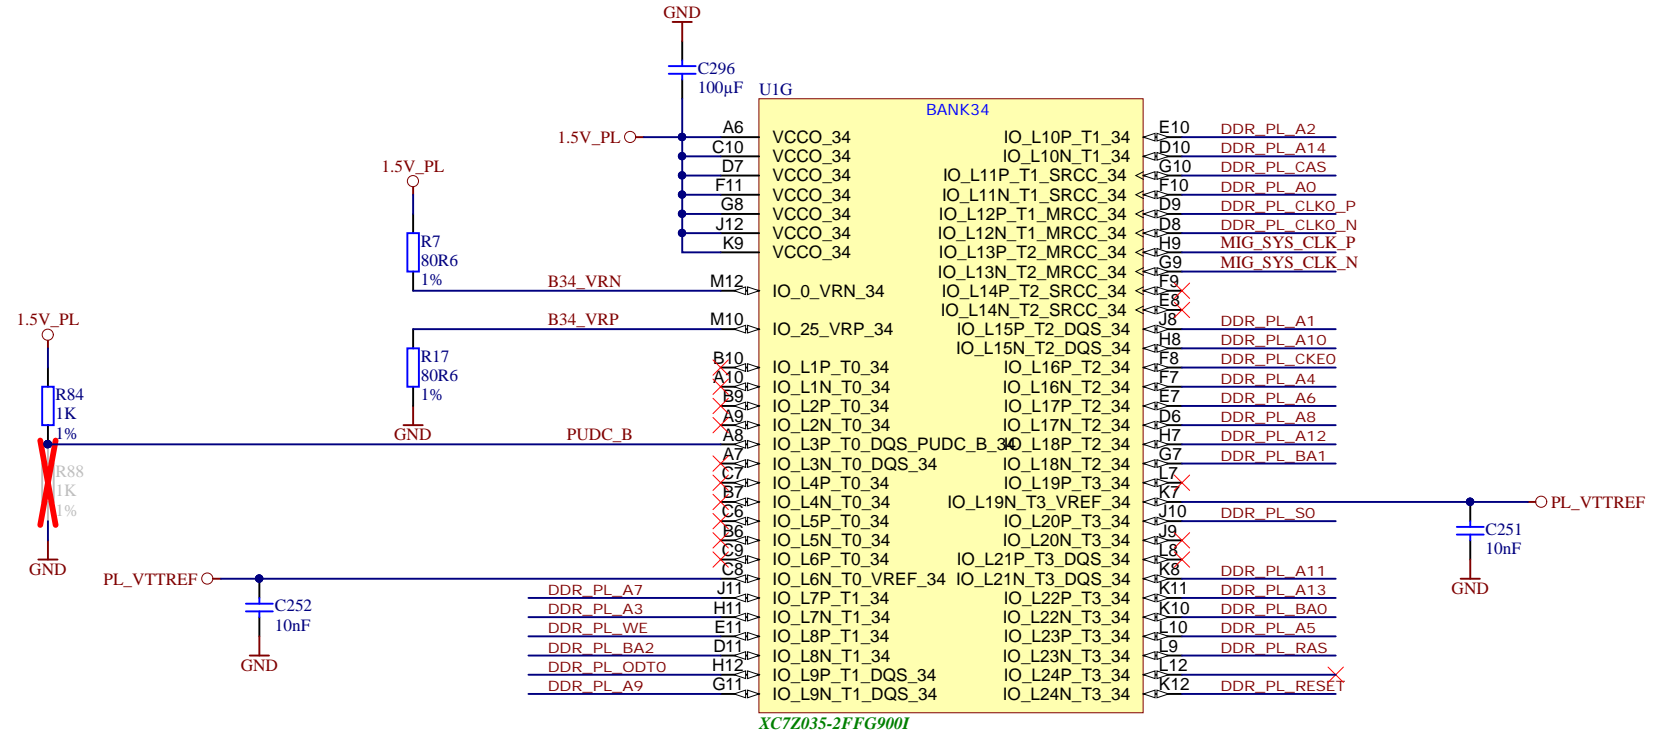 GND
C296
100µF
U1G
BANK34
1.5V_PL
A6 VCCO_34
C10 VCCO_34
D7 VCCO_34
F11 VCCO_34
G8 VCCO_34
J12 VCCO_34
K9 VCCO_34
1.5V_PL
R7
80R6
1%
B34_VRN M12 IO_0_VRN_34
B34_VRP M10 IO_25_VRP_34
R17
80R6
1%
GND
1.5V_PL
R84
1K
1%
R88
1K
1%
GND
B10 IO_L1P_T0_34
A10 IO_L1N_T0_34
B9 IO_L2P_T0_34
A9 IO_L2N_T0_34
PUDC_B A8 IO_L3P_T0_DQS_PUDC_B_34
A7 IO_L3N_T0_DQS_34
C7 IO_L4P_T0_34
B7 IO_L4N_T0_34
C6 IO_L5P_T0_34
B6 IO_L5N_T0_34
C9 IO_L6P_T0_34
PL_VTTREF C8 IO_L6N_T0_VREF_34
C252
10nF
GND
DDR_PL_A7 J11 IO_L7P_T1_34
DDR_PL_A3 H11 IO_L7N_T1_34
DDR_PL_WE E11 IO_L8P_T1_34
DDR_PL_BA2 D11 IO_L8N_T1_34
DDR_PL_ODT0 H12 IO_L9P_T1_DQS_34
DDR_PL_A9 G11 IO_L9N_T1_DQS_34
IO_L10P_T1_34 E10 DDR_PL_A2
IO_L10N_T1_34 D10 DDR_PL_A14
IO_L11P_T1_SRCC_34 G10 DDR_PL_CAS
IO_L11N_T1_SRCC_34 F10 DDR_PL_A0
IO_L12P_T1_MRCC_34 D9 DDR_PL_CLK0_P
IO_L12N_T1_MRCC_34 D8 DDR_PL_CLK0_N
IO_L13P_T2_MRCC_34 H9 MIG_SYS_CLK_P
IO_L13N_T2_MRCC_34 G9 MIG_SYS_CLK_N
IO_L14P_T2_SRCC_34 F9
IO_L14N_T2_SRCC_34 E8
IO_L15P_T2_DQS_34 J8 DDR_PL_A1
IO_L15N_T2_DQS_34 H8 DDR_PL_A10
IO_L16P_T2_34 F8 DDR_PL_CKE0
IO_L16N_T2_34 F7 DDR_PL_A4
IO_L17P_T2_34 E7 DDR_PL_A6
IO_L17N_T2_34 D6 DDR_PL_A8
IO_L18P_T2_34 H7 DDR_PL_A12
IO_L18N_T2_34 G7 DDR_PL_BA1
IO_L19P_T3_34 L7
IO_L19N_T3_VREF_34 K7 PL_VTTREF
IO_L20P_T3_34 J10 DDR_PL_S0
IO_L20N_T3_34 J9
IO_L21P_T3_DQS_34 L8
IO_L21N_T3_DQS_34 K8 DDR_PL_A11
IO_L22P_T3_34 K11 DDR_PL_A13
IO_L22N_T3_34 K10 DDR_PL_BA0
IO_L23P_T3_34 L10 DDR_PL_A5
IO_L23N_T3_34 L9 DDR_PL_RAS
IO_L24P_T3_34 L12
IO_L24N_T3_34 K12 DDR_PL_RESET
C251
10nF
GND
XC7Z035-2FFG900I